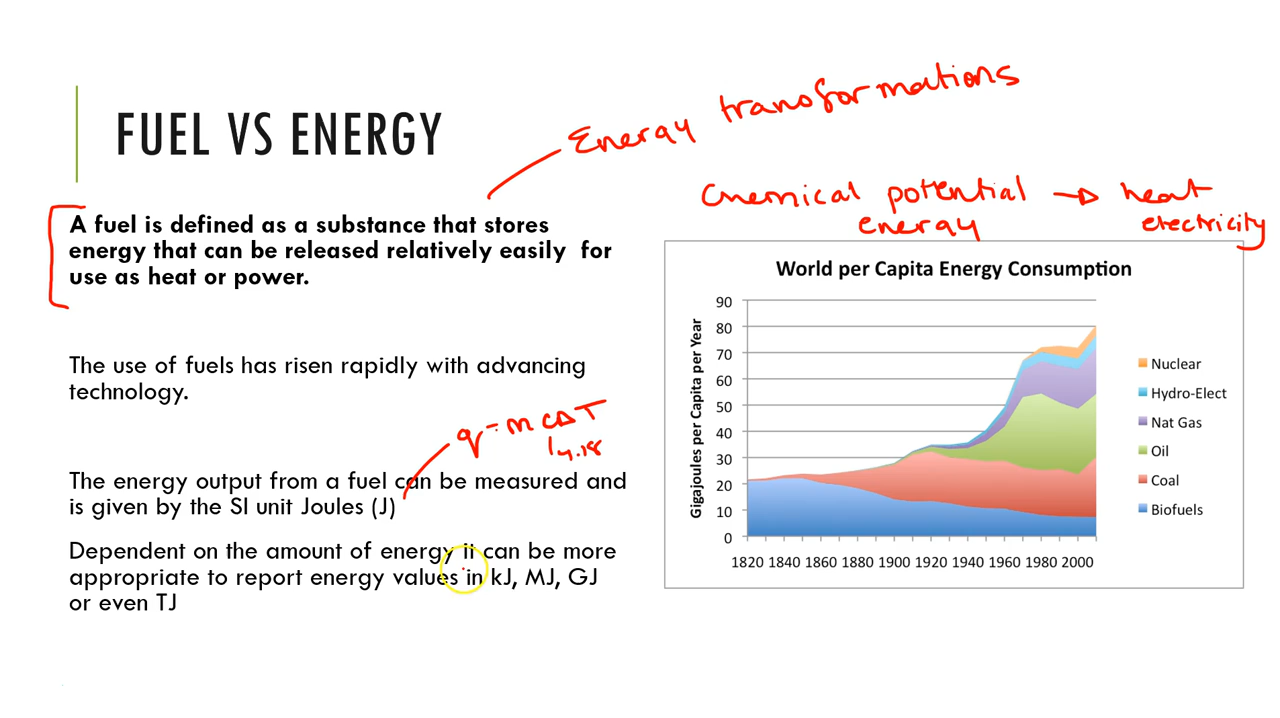 FUEL VS ENERGY
Energy transformations
Chemical potential → heat
energy electricity
A fuel is defined as a substance that stores
energy that can be released relatively easily for
use as heat or power.
The use of fuels has risen rapidly with advancing
technology.
q = m c Δ T
4.18
The energy output from a fuel can be measured and
is given by the SI unit Joules (J)
Dependent on the amount of energy it can be more
appropriate to report energy values in kJ, MJ, GJ
or even TJ
World per Capita Energy Consumption
Gigajoules per Capita per Year
90
80
70
60
50
40
30
20
10
0
1820 1840 1860 1880 1900 1920 1940 1960 1980 2000
Nuclear
Hydro-Elect
Nat Gas
Oil
Coal
Biofuels